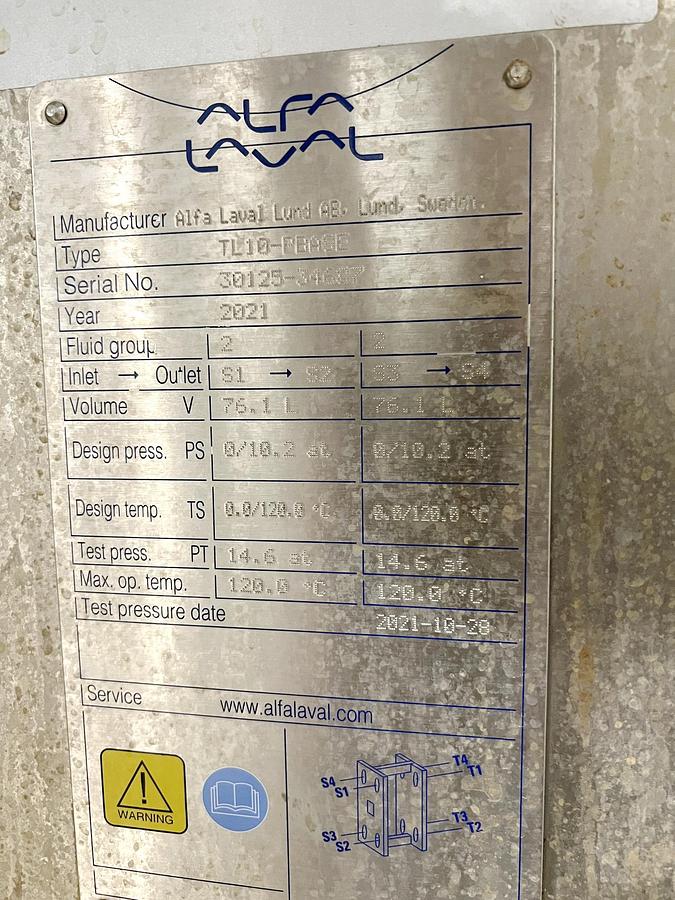 ALFA
LAVAL
Manufacturer Alfa Laval Lund AB, Lund, Sweden.
Type TL10-PBASE
Serial No.
Year 2021
Fluid group 2 2
Inlet → Outlet S1 → S2 S3 → S4
Volume V 76.1 L 76.1 L
Design press. PS 0/10.2 at 0/10.2 at
Design temp. TS 0.0/120.0 °C 0.0/120.0 °C
Test press. PT 14.6 at 14.6 at
Max. op. temp. 120.0 °C 120.0 °C
Test pressure date 2021-10-28
Service www.alfalaval.com
WARNING
S4 T4
S1 T1
S3 T3
S2 T2